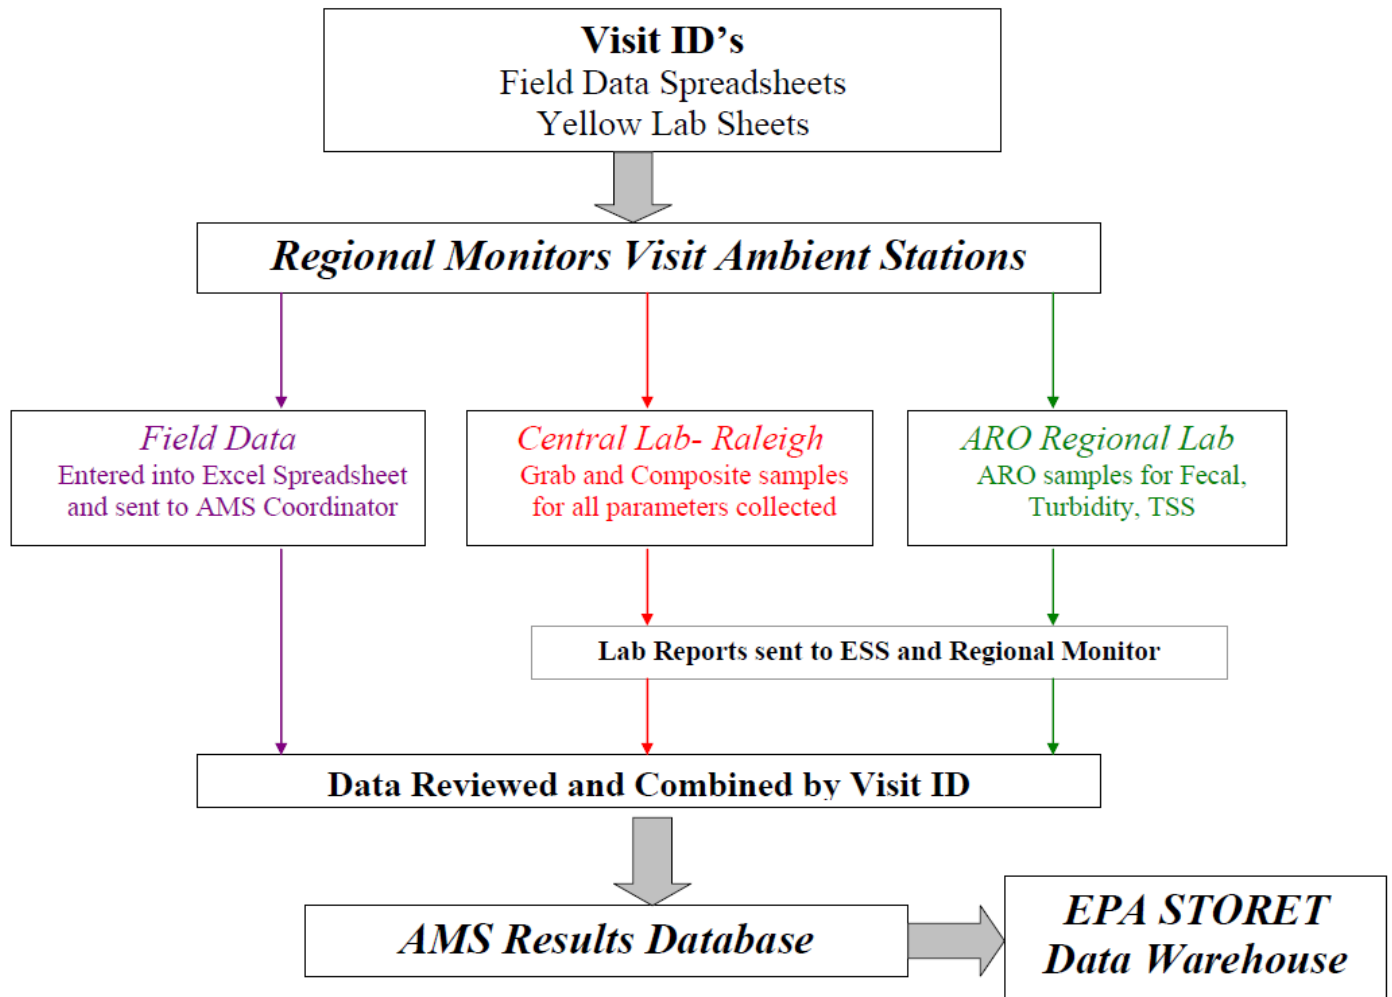 Visit ID’s
Field Data Spreadsheets
Yellow Lab Sheets
Regional Monitors Visit Ambient Stations
Field Data
Entered into Excel Spreadsheet
and sent to AMS Coordinator
Central Lab- Raleigh
Grab and Composite samples
for all parameters collected
ARO Regional Lab
ARO samples for Fecal,
Turbidity, TSS
Lab Reports sent to ESS and Regional Monitor
Data Reviewed and Combined by Visit ID
AMS Results Database
EPA STORET
Data Warehouse